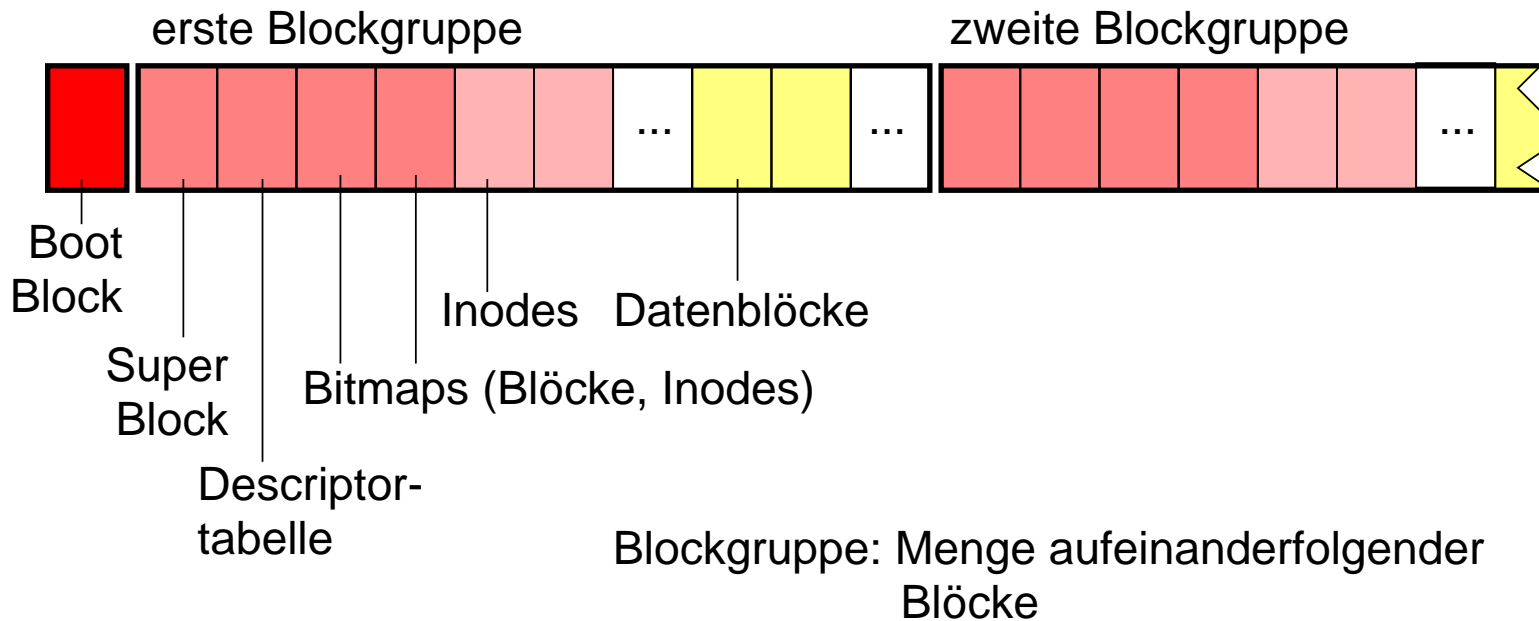 erste Blockgruppe
zweite Blockgruppe
...
...
...
Boot
Block
Inodes
Datenblöcke
Super
Block
Bitmaps (Blöcke, Inodes)
Descriptor-
tabelle
Blockgruppe: Menge aufeinanderfolgender
Blöcke